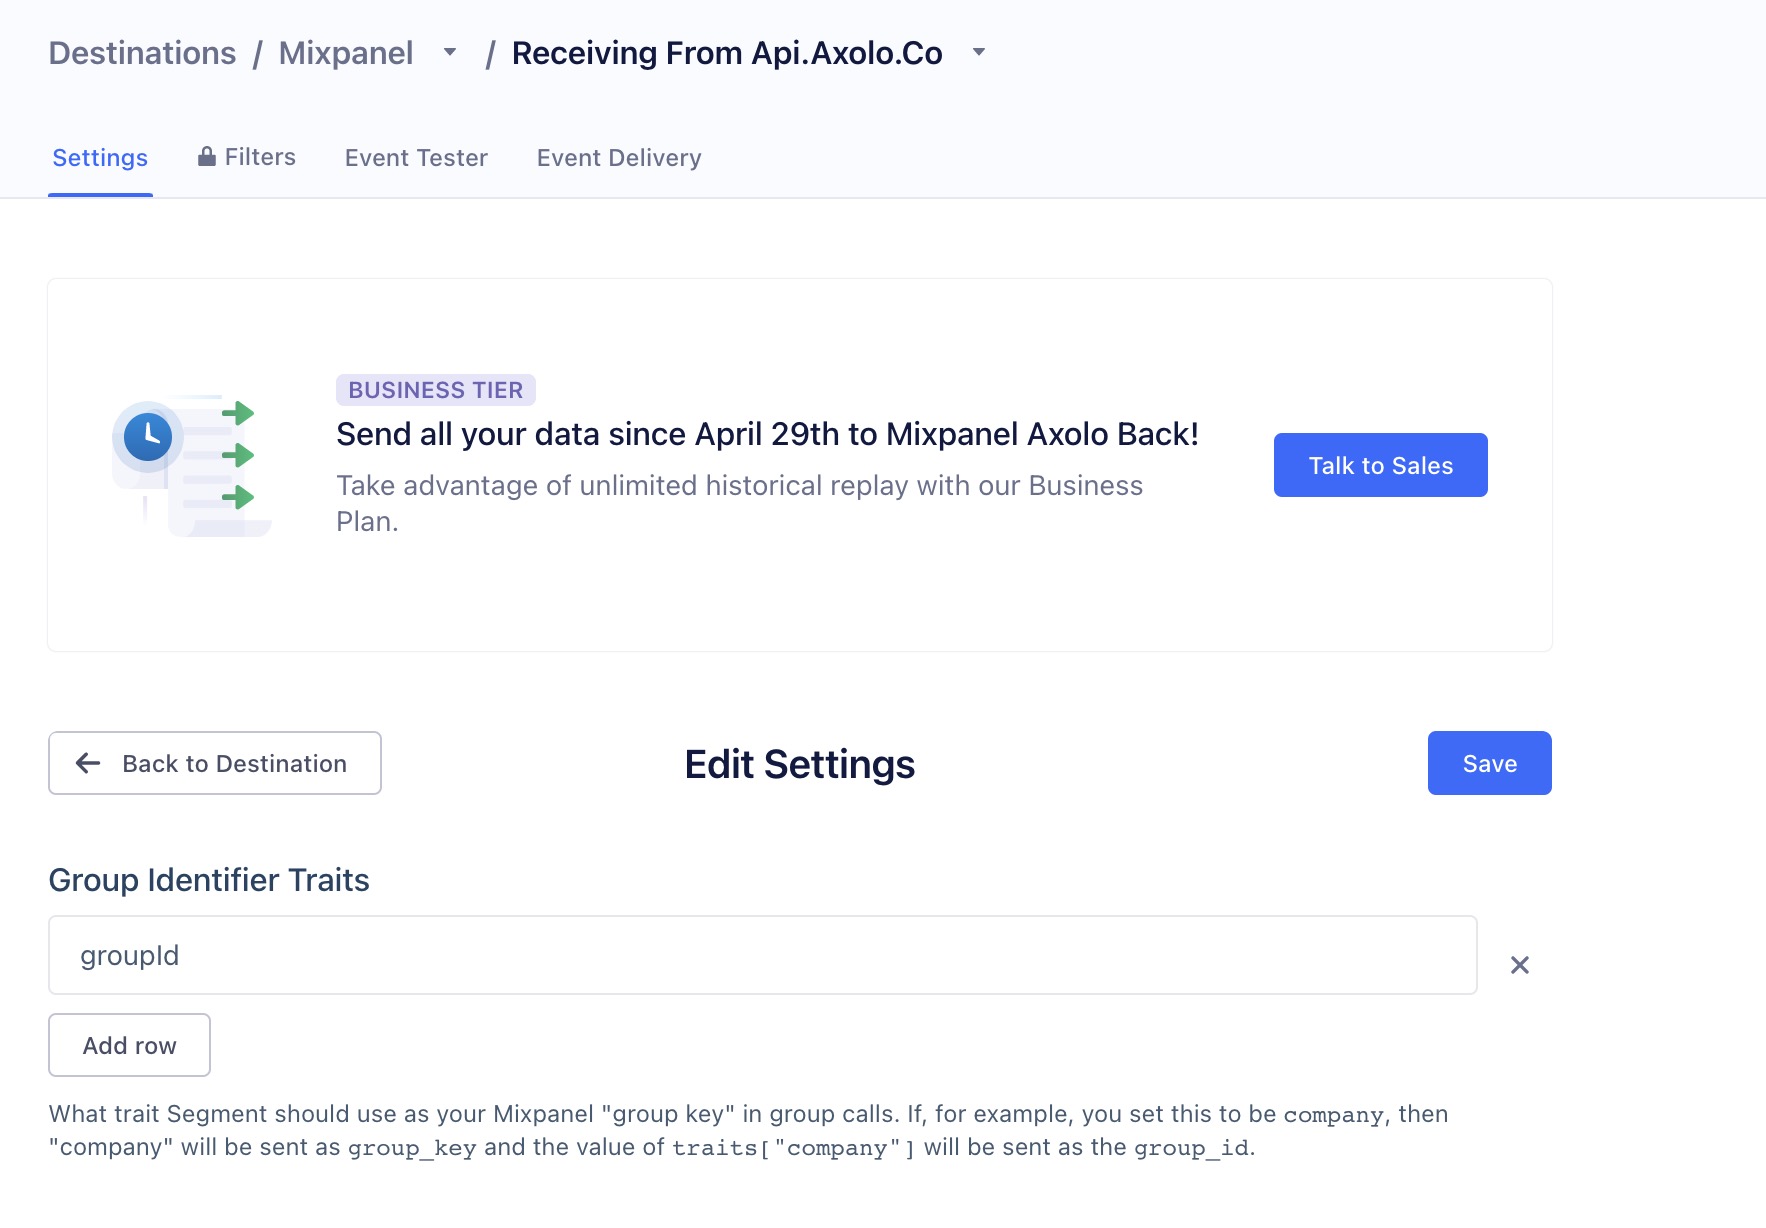 Destinations / Mixpanel / Receiving From Api.Axolo.Co
Settings Filters Event Tester Event Delivery
BUSINESS TIER
Send all your data since April 29th to Mixpanel Axolo Back!
Take advantage of unlimited historical replay with our Business
Plan.
Talk to Sales
Back to Destination
Edit Settings
Save
Group Identifier Traits
groupId
Add row
What trait Segment should use as your Mixpanel "group key" in group calls. If, for example, you set this to be company, then
"company" will be sent as group_key and the value of traits["company"] will be sent as the group_id.